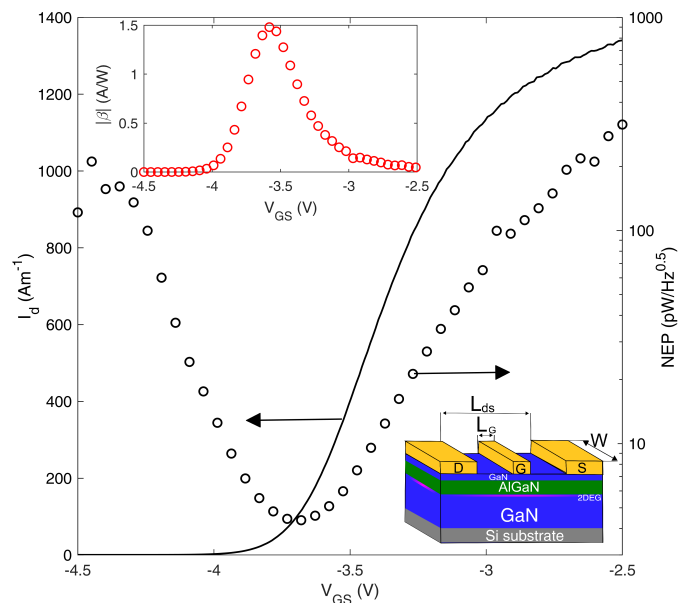 1400
1200
1000
800
600
400
200
0
I_d (Am^-1)
-4.5
-4
-3.5
-3
-2.5
V_GS (V)
1000
100
10
NEP (pW/Hz^0.5)
1.5
1
0.5
0
|β| (A/W)
-4.5
-4
-3.5
-3
-2.5
V_GS (V)
L_ds
L_G
W
D
G
S
GaN
AlGaN
2DEG
GaN
Si substrate